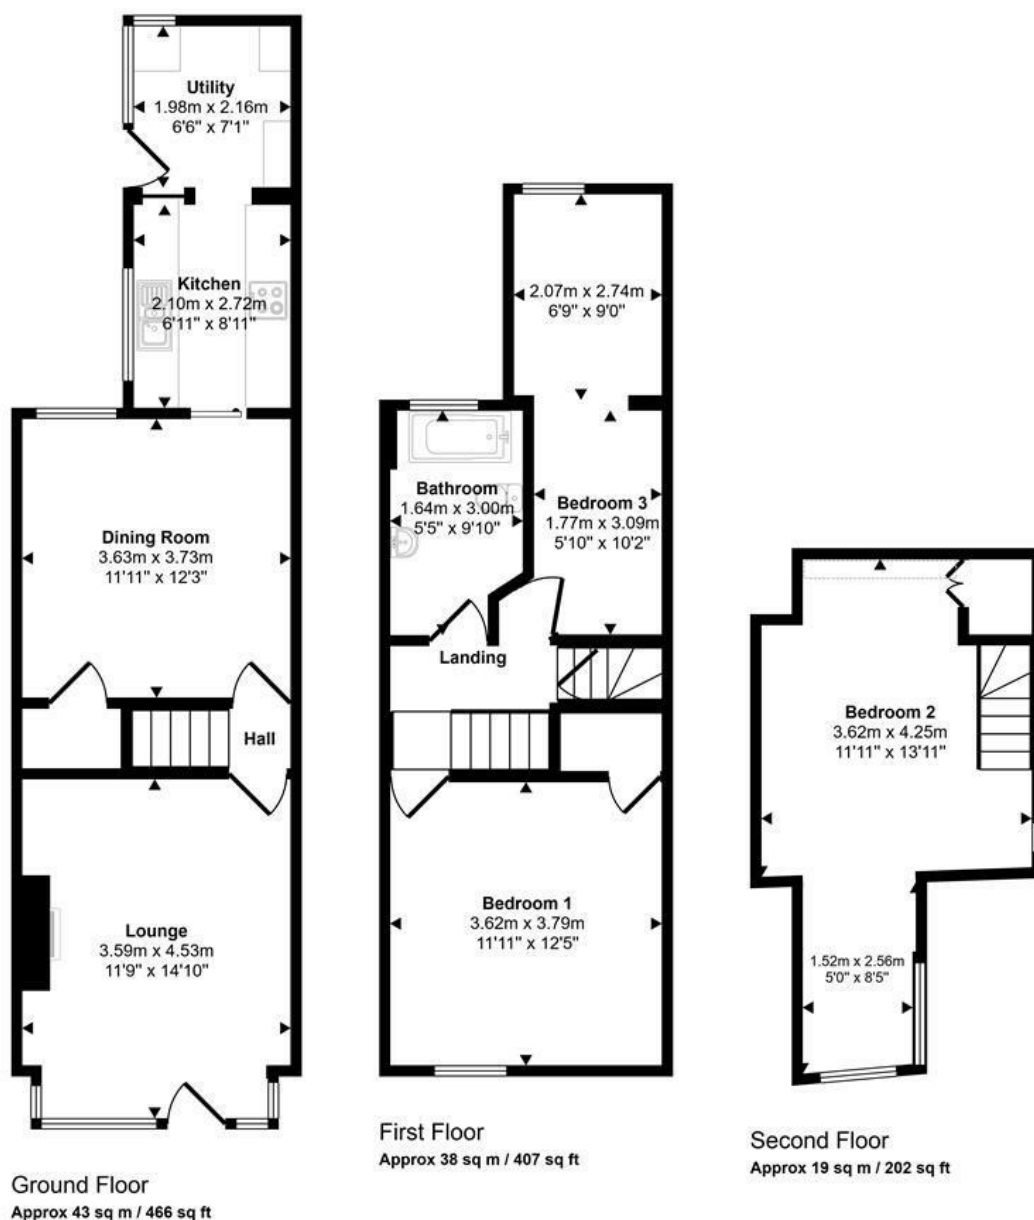 Utility
1.98m x 2.16m
6'6" x 7'1"
Kitchen
2.10m x 2.72m
6'11" x 8'11"
Dining Room
3.63m x 3.73m
11'11" x 12'3"
Hall
Lounge
3.59m x 4.53m
11'9" x 14'10"
Ground Floor
Approx 43 sq m / 466 sq ft
2.07m x 2.74m
6'9" x 9'0"
Bathroom
1.64m x 3.00m
5'5" x 9'10"
Bedroom 3
1.77m x 3.09m
5'10" x 10'2"
Landing
Bedroom 1
3.62m x 3.79m
11'11" x 12'5"
First Floor
Approx 38 sq m / 407 sq ft
Bedroom 2
3.62m x 4.25m
11'11" x 13'11"
1.52m x 2.56m
5'0" x 8'5"
Second Floor
Approx 19 sq m / 202 sq ft